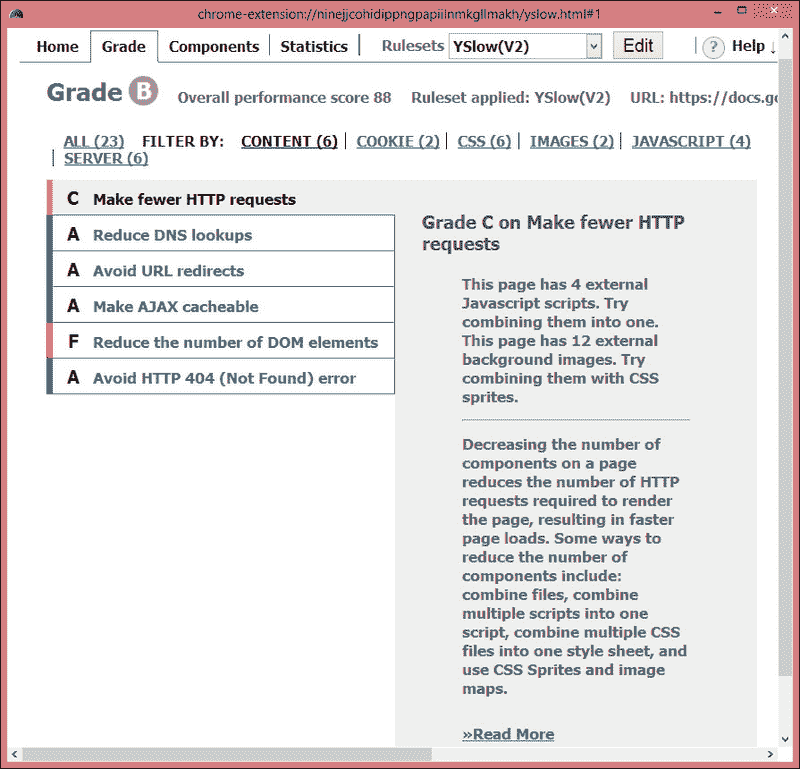 chrome-extension://ninejjcohidippngpapiilnmkgllmakh/yslow.html#1
Home Grade Components Statistics Rulesets YSlow(V2) Edit ? Help ↓
Grade B Overall performance score 88 Ruleset applied: YSlow(V2) URL: https://docs.go
ALL (23) FILTER BY: CONTENT (6) COOKIE (2) CSS (6) IMAGES (2) JAVASCRIPT (4)
SERVER (6)
C Make fewer HTTP requests
A Reduce DNS lookups
A Avoid URL redirects
A Make AJAX cacheable
F Reduce the number of DOM elements
A Avoid HTTP 404 (Not Found) error
Grade C on Make fewer HTTP
requests
This page has 4 external
Javascript scripts. Try
combining them into one.
This page has 12 external
background images. Try
combining them with CSS
sprites.
Decreasing the number of
components on a page
reduces the number of HTTP
requests required to render
the page, resulting in faster
page loads. Some ways to
reduce the number of
components include:
combine files, combine
multiple scripts into one
script, combine multiple CSS
files into one style sheet, and
use CSS Sprites and image
maps.
»Read More